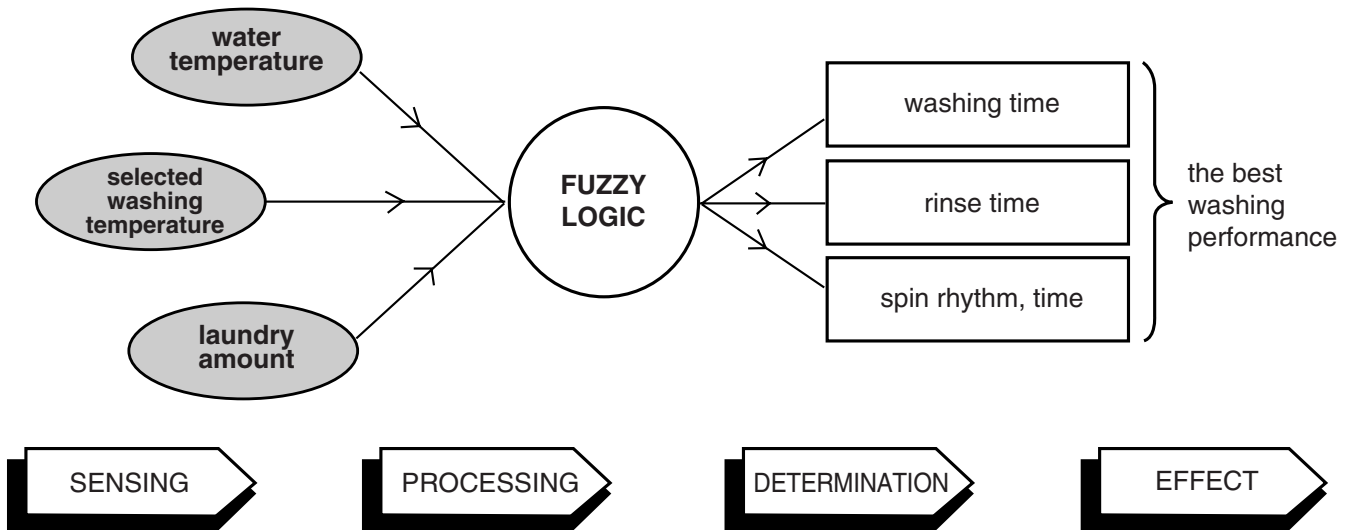 water
temperature
selected
washing
temperature
laundry
amount
FUZZY
LOGIC
washing time
rinse time
spin rhythm, time
the best
washing
performance
SENSING
PROCESSING
DETERMINATION
EFFECT